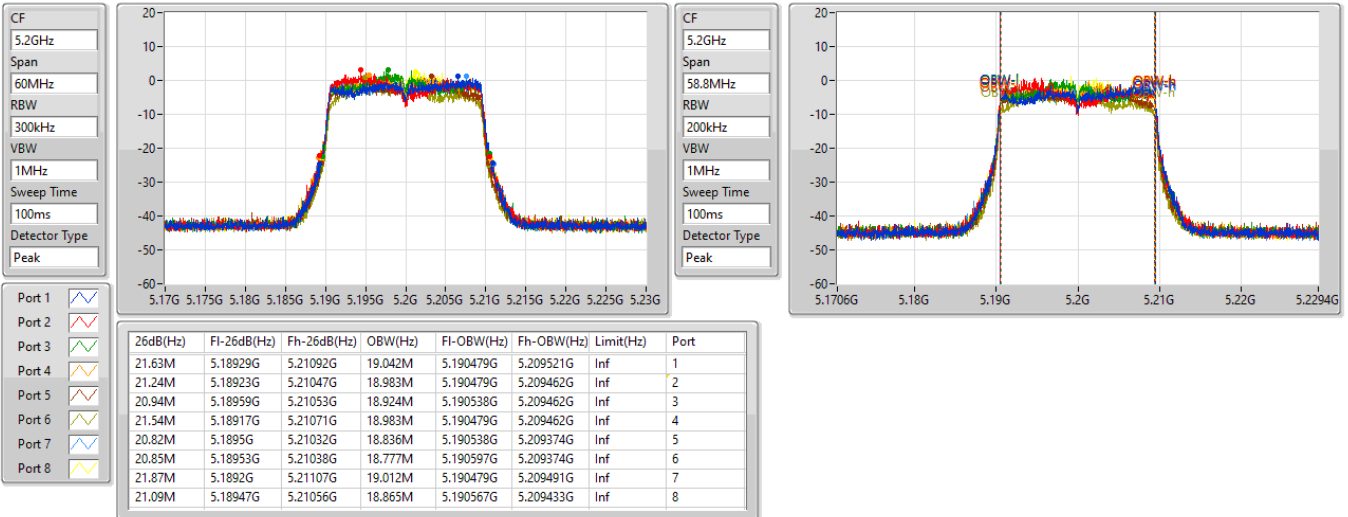 CF
5.2GHz
Span
60MHz
RBW
300kHz
VBW
1MHz
Sweep Time
100ms
Detector Type
Peak
20-
10-
0-
-10-
-20-
-30-
-40-
-50-
-60-
5.17G 5.175G 5.18G 5.185G 5.19G 5.195G 5.2G 5.205G 5.21G 5.215G 5.22G 5.225G 5.23G
CF
5.2GHz
Span
58.8MHz
RBW
200kHz
VBW
1MHz
Sweep Time
100ms
Detector Type
Peak
20-
10-
0-
-10-
-20-
-30-
-40-
-50-
-60-
OBW-l OBW-h
5.1706G 5.18G 5.19G 5.2G 5.21G 5.22G 5.2294G
Port 1
Port 2
Port 3
Port 4
Port 5
Port 6
Port 7
Port 8
26dB(Hz) Fl-26dB(Hz) Fh-26dB(Hz) OBW(Hz) Fl-OBW(Hz) Fh-OBW(Hz) Limit(Hz) Port
21.63M 5.18929G 5.21092G 19.042M 5.190479G 5.209521G Inf 1
21.24M 5.18923G 5.21047G 18.983M 5.190479G 5.209462G Inf 2
20.94M 5.18959G 5.21053G 18.924M 5.190538G 5.209462G Inf 3
21.54M 5.18917G 5.21071G 18.983M 5.190479G 5.209462G Inf 4
20.82M 5.1895G 5.21032G 18.836M 5.190538G 5.209374G Inf 5
20.85M 5.18953G 5.21038G 18.777M 5.190597G 5.209374G Inf 6
21.87M 5.1892G 5.21107G 19.012M 5.190479G 5.209491G Inf 7
21.09M 5.18947G 5.21056G 18.865M 5.190567G 5.209433G Inf 8